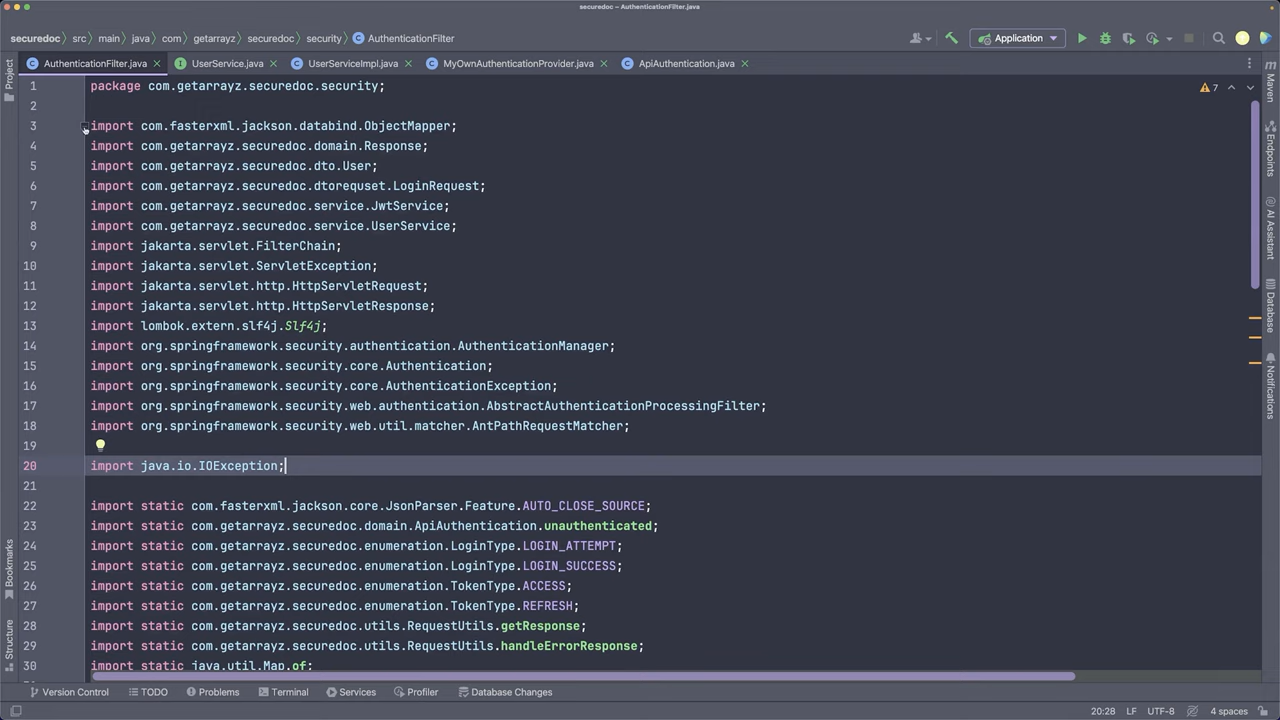 securedoc – AuthenticationFilter.java
securedoc src main java com getarrayz securedoc security AuthenticationFilter
Application
AuthenticationFilter.java UserService.java UserServiceImpl.java MyOwnAuthenticationProvider.java ApiAuthentication.java
1 package com.getarrayz.securedoc.security;
7
2
3 import com.fasterxml.jackson.databind.ObjectMapper;
4 import com.getarrayz.securedoc.domain.Response;
5 import com.getarrayz.securedoc.dto.User;
6 import com.getarrayz.securedoc.dtorequset.LoginRequest;
7 import com.getarrayz.securedoc.service.JwtService;
8 import com.getarrayz.securedoc.service.UserService;
9 import jakarta.servlet.FilterChain;
10 import jakarta.servlet.ServletException;
11 import jakarta.servlet.http.HttpServletRequest;
12 import jakarta.servlet.http.HttpServletResponse;
13 import lombok.extern.slf4j.Slf4j;
14 import org.springframework.security.authentication.AuthenticationManager;
15 import org.springframework.security.core.Authentication;
16 import org.springframework.security.core.AuthenticationException;
17 import org.springframework.security.web.authentication.AbstractAuthenticationProcessingFilter;
18 import org.springframework.security.web.util.matcher.AntPathRequestMatcher;
19
20 import java.io.IOException;
21
22 import static com.fasterxml.jackson.core.JsonParser.Feature.AUTO_CLOSE_SOURCE;
23 import static com.getarrayz.securedoc.domain.ApiAuthentication.unauthenticated;
24 import static com.getarrayz.securedoc.enumeration.LoginType.LOGIN_ATTEMPT;
25 import static com.getarrayz.securedoc.enumeration.LoginType.LOGIN_SUCCESS;
26 import static com.getarrayz.securedoc.enumeration.TokenType.ACCESS;
27 import static com.getarrayz.securedoc.enumeration.TokenType.REFRESH;
28 import static com.getarrayz.securedoc.utils.RequestUtils.getResponse;
29 import static com.getarrayz.securedoc.utils.RequestUtils.handleErrorResponse;
30 import static java.util.Map.of;
Project
Bookmarks
Structure
Maven
Endpoints
AI Assistant
Database
Notifications
Version Control TODO Problems Terminal Services Profiler Database Changes
20:28 LF UTF-8 4 spaces